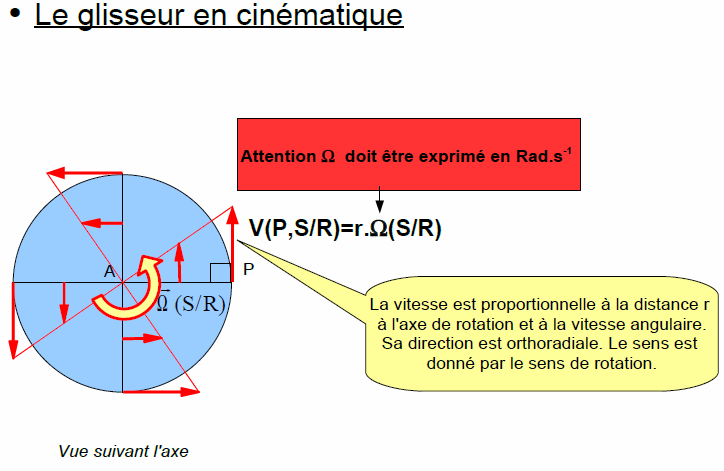 • Le glisseur en cinématique
Attention Ω doit être exprimé en Rad.s⁻¹
V(P,S/R)=r.Ω(S/R)
A
P
Ω⃗ (S/R)
La vitesse est proportionnelle à la distance r
à l'axe de rotation et à la vitesse angulaire.
Sa direction est orthoradiale. Le sens est
donné par le sens de rotation.
Vue suivant l'axe